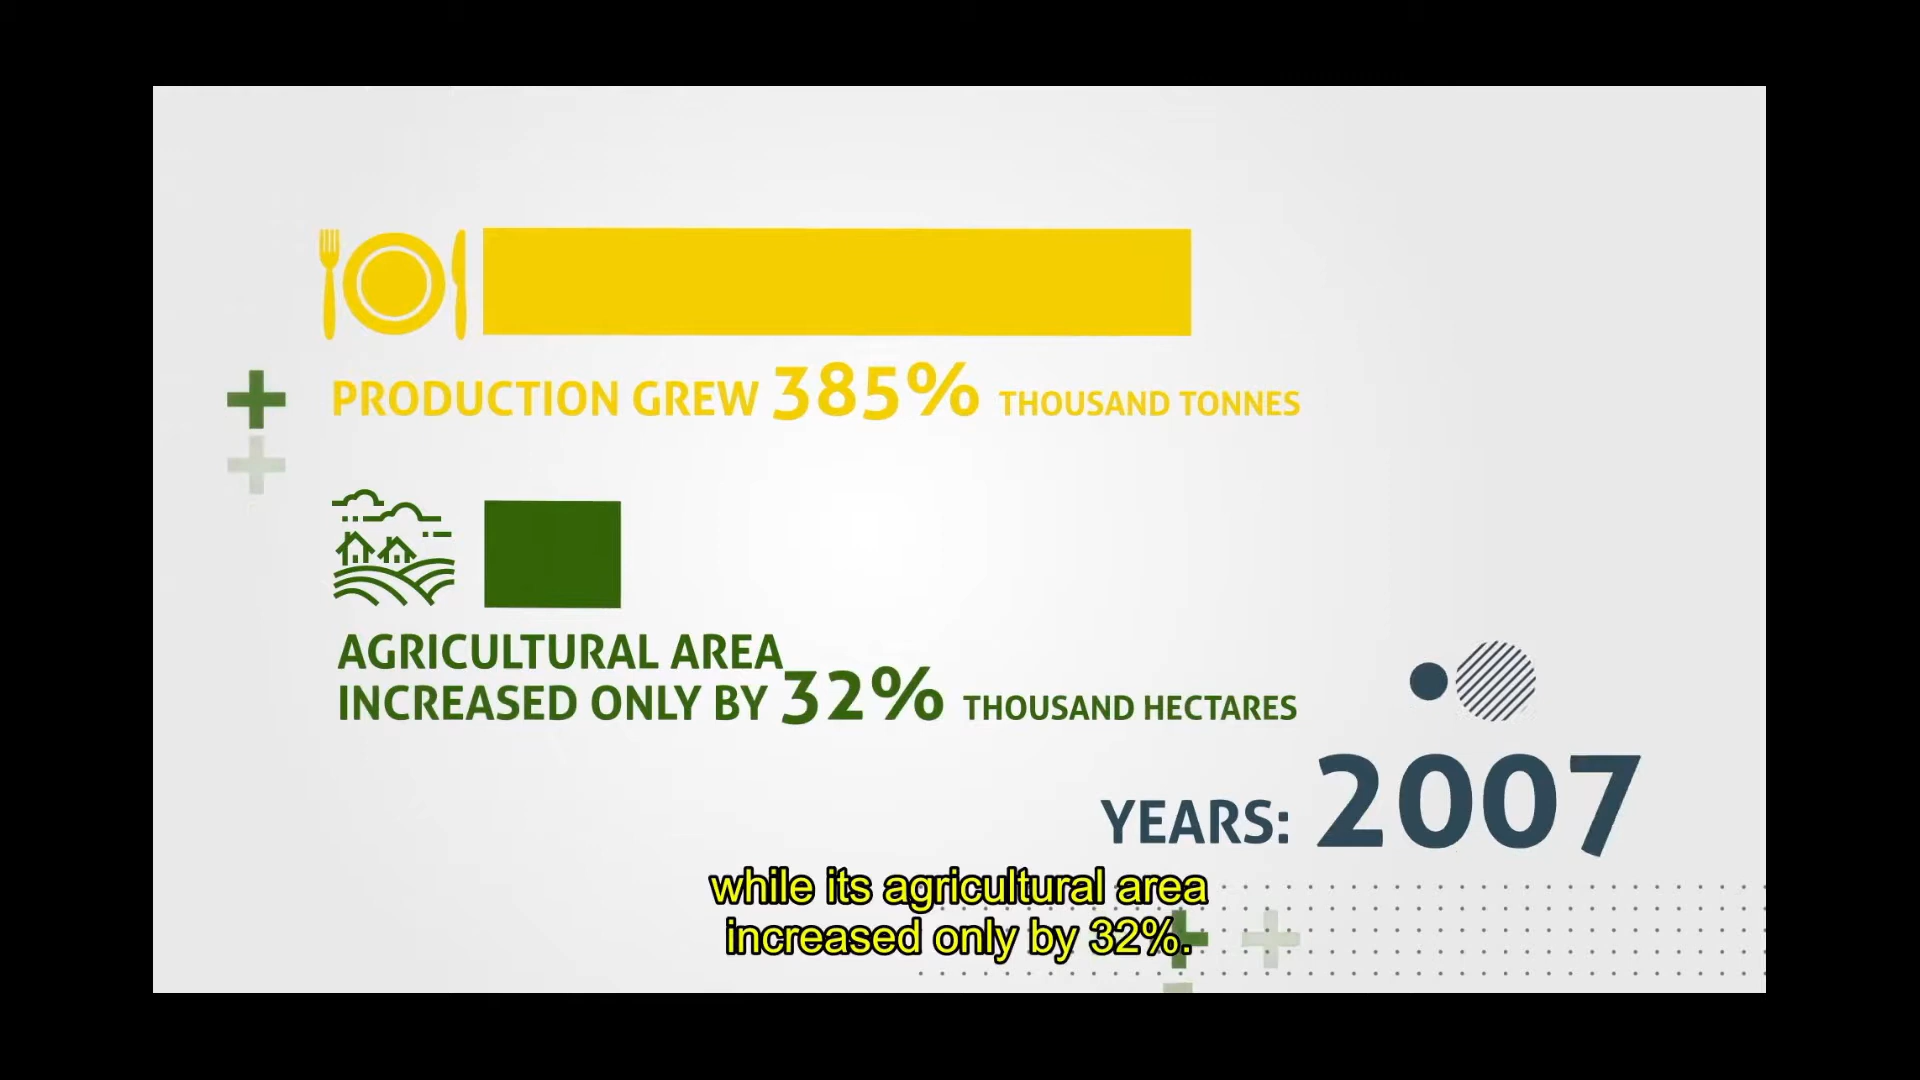 PRODUCTION GREW 385% THOUSAND TONNES
AGRICULTURAL AREA
INCREASED ONLY BY 32% THOUSAND HECTARES
YEARS: 2007
while its agricultural area
increased only by 32%.